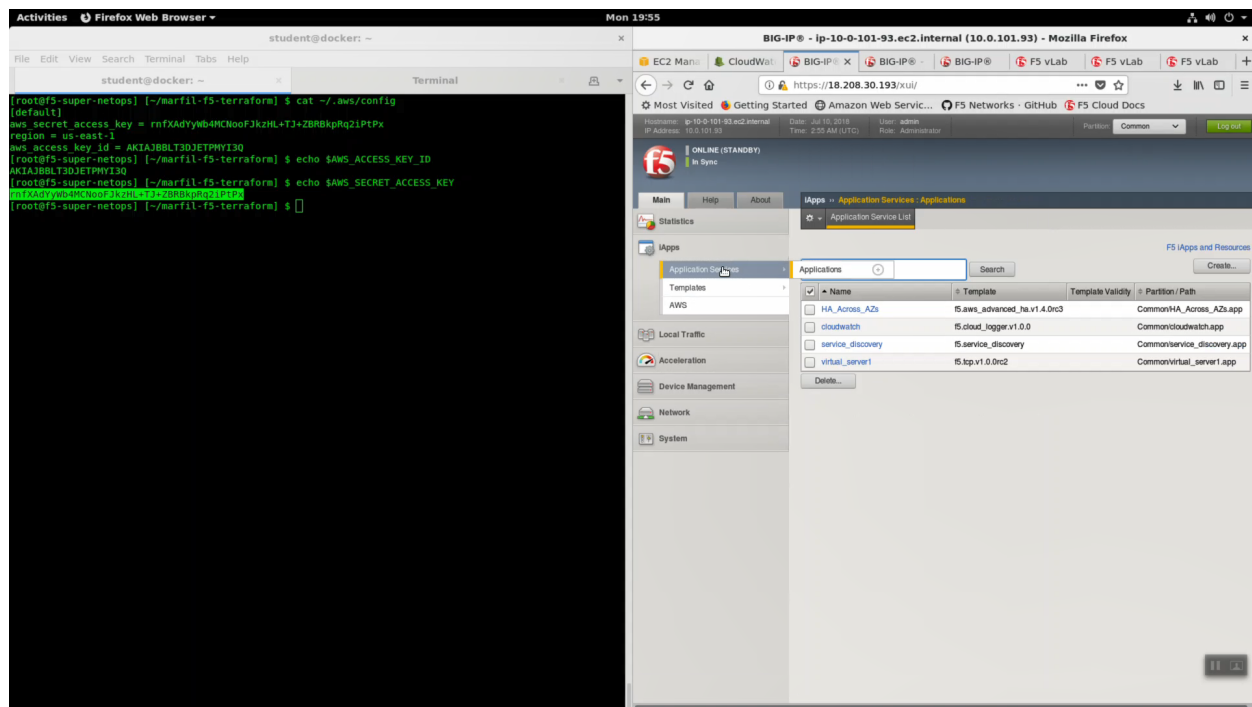 Activities Firefox Web Browser Mon 19:55
student@docker: ~
File Edit View Search Terminal Tabs Help
student@docker: ~ Terminal
[root@f5-super-netops] [~/marfil-f5-terraform] $ cat ~/.aws/config
[default]
aws_secret_access_key = rnfXAdYyWb4MCNooFJkzHL+TJ+ZBRBkpRq2iPtPx
region = us-east-1
aws_access_key_id = AKIAJBBLT3DJETPMYI3Q
[root@f5-super-netops] [~/marfil-f5-terraform] $ echo $AWS_ACCESS_KEY_ID
AKIAJBBLT3DJETPMYI3Q
[root@f5-super-netops] [~/marfil-f5-terraform] $ echo $AWS_SECRET_ACCESS_KEY
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
[root@f5-super-netops] [~/marfil-f5-terraform] $
BIG-IP® - ip-10-0-101-93.ec2.internal (10.0.101.93) - Mozilla Firefox
EC2 Mana CloudWat BIG-IP® BIG-IP® - BIG-IP® F5 vLab F5 vLab F5 vLab
https://18.208.30.193/xui/
Most Visited Getting Started Amazon Web Servic... F5 Networks · GitHub F5 Cloud Docs
Hostname: ip-10-0-101-93.ec2.internal Date: Jul 10, 2018 User: admin
IP Address: 10.0.101.93 Time: 2:55 AM (UTC) Role: Administrator
Partition: Common Log out
f5
ONLINE (STANDBY)
In Sync
Main Help About
iApps ›› Application Services : Applications
Application Service List
Statistics
iApps
Application Services
Templates
AWS
Local Traffic
Acceleration
Device Management
Network
System
Applications
F5 iApps and Resources
Search Create...
Name Template Template Validity Partition / Path
HA_Across_AZs f5.aws_advanced_ha.v1.4.0rc3 Common/HA_Across_AZs.app
cloudwatch f5.cloud_logger.v1.0.0 Common/cloudwatch.app
service_discovery f5.service_discovery Common/service_discovery.app
virtual_server1 f5.tcp.v1.0.0rc2 Common/virtual_server1.app
Delete...